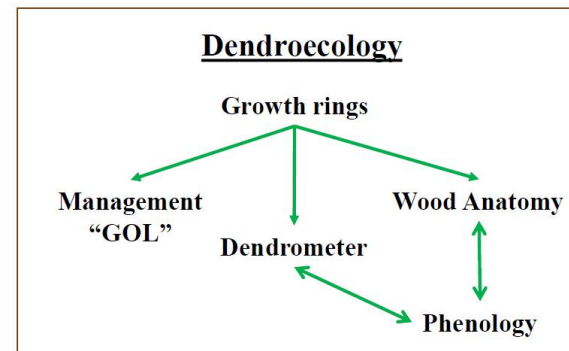 Dendroecology
Growth rings
Management
“GOL”
Wood Anatomy
Dendrometer
Phenology